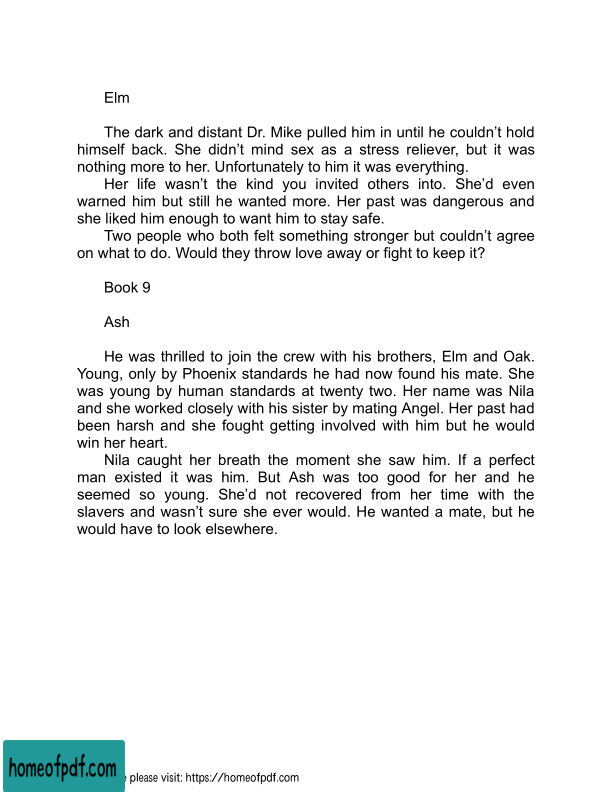 Elm
The dark and distant Dr. Mike pulled him in until he couldn’t hold
himself back. She didn’t mind sex as a stress reliever, but it was
nothing more to her. Unfortunately to him it was everything.
Her life wasn’t the kind you invited others into. She’d even
warned him but still he wanted more. Her past was dangerous and
she liked him enough to want him to stay safe.
Two people who both felt something stronger but couldn’t agree
on what to do. Would they throw love away or fight to keep it?
Book 9
Ash
He was thrilled to join the crew with his brothers, Elm and Oak.
Young, only by Phoenix standards he had now found his mate. She
was young by human standards at twenty two. Her name was Nila
and she worked closely with his sister by mating Angel. Her past had
been harsh and she fought getting involved with him but he would
win her heart.
Nila caught her breath the moment she saw him. If a perfect
man existed it was him. But Ash was too good for her and he
seemed so young. She’d not recovered from her time with the
slavers and wasn’t sure she ever would. He wanted a mate, but he
would have to look elsewhere.
homeofpdf.com
please visit: https://homeofpdf.com